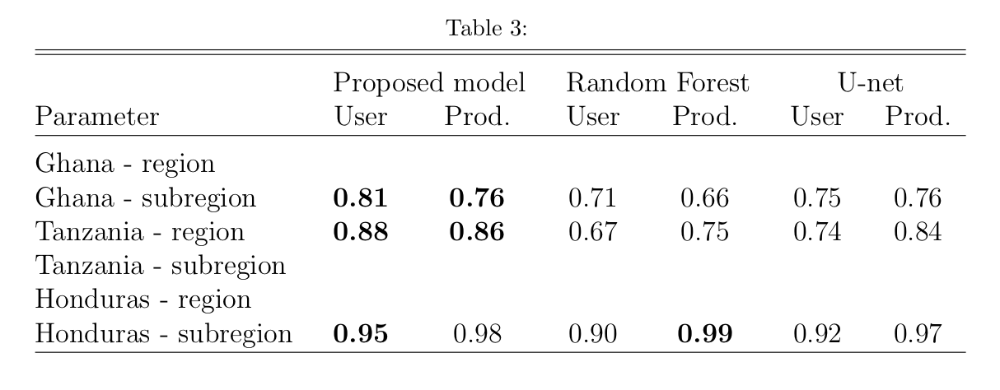 Table 3:
Proposed model Random Forest U-net
Parameter User Prod. User Prod. User Prod.
Ghana - region
Ghana - subregion 0.81 0.76 0.71 0.66 0.75 0.76
Tanzania - region 0.88 0.86 0.67 0.75 0.74 0.84
Tanzania - subregion
Honduras - region
Honduras - subregion 0.95 0.98 0.90 0.99 0.92 0.97